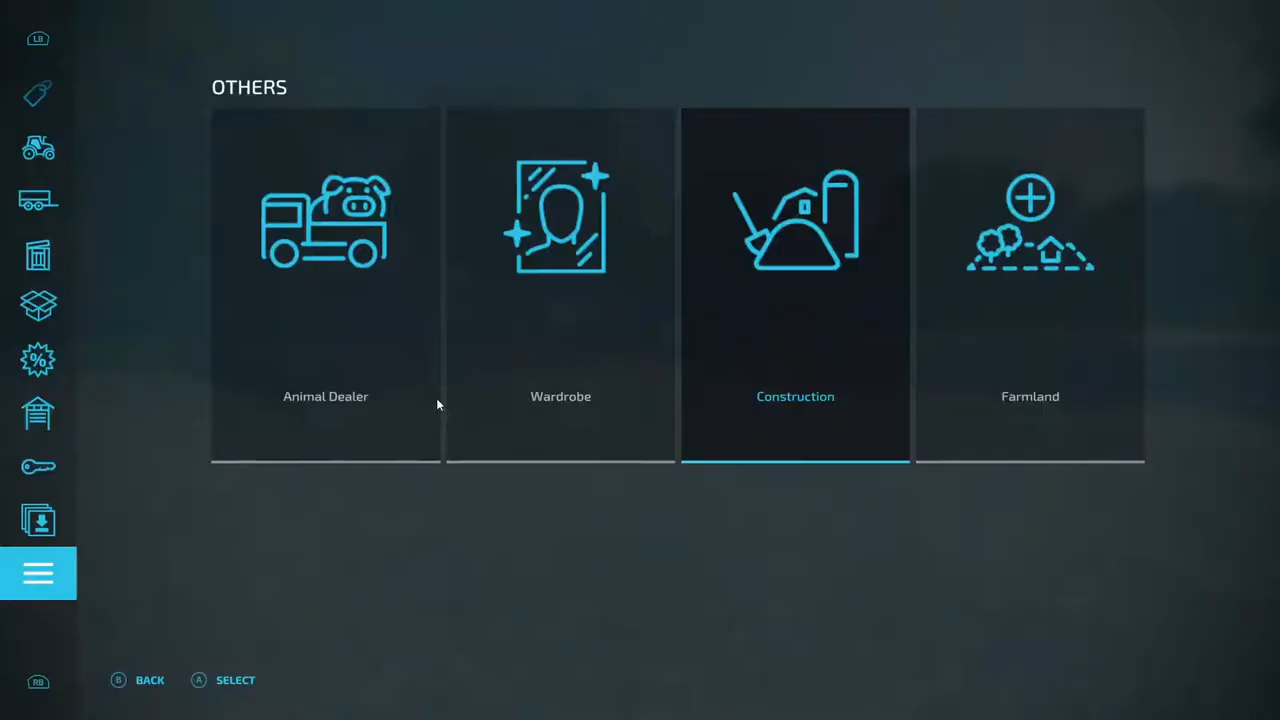 LB
OTHERS
%
Animal Dealer
Wardrobe
Construction
Farmland
B BACK A SELECT
RB